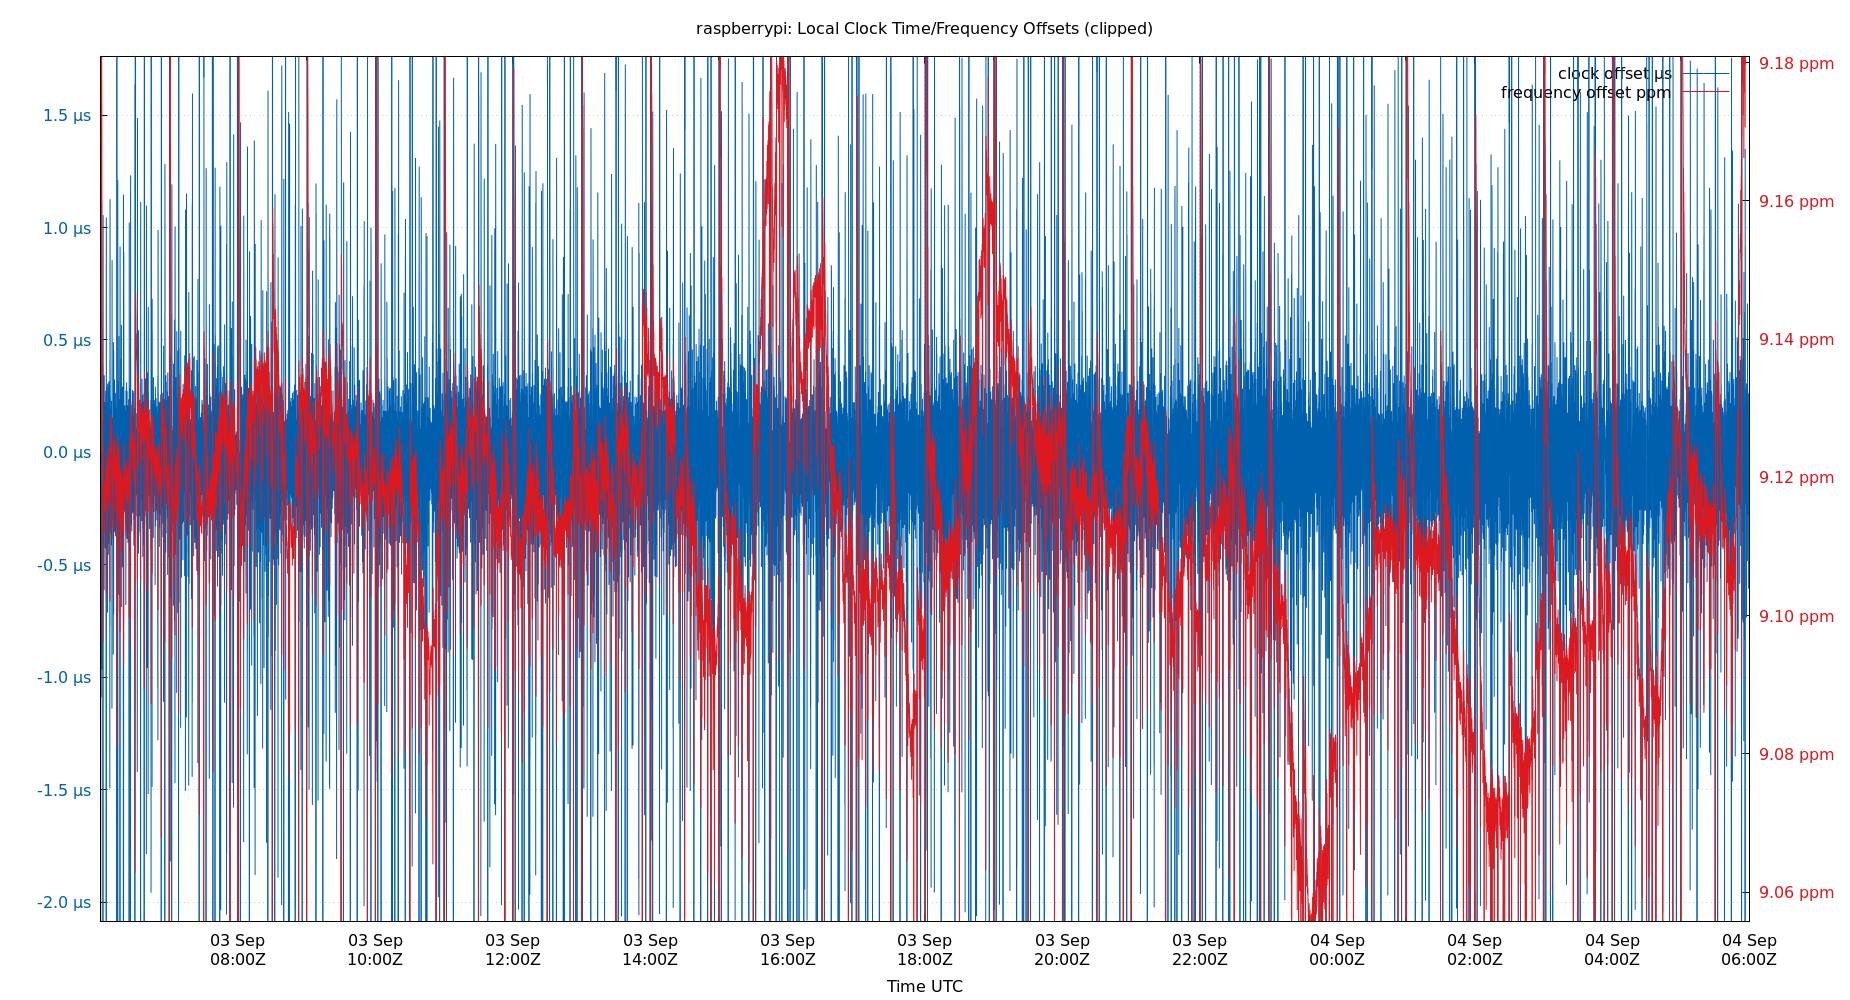 raspberrypi: Local Clock Time/Frequency Offsets (clipped)
clock offset µs
frequency offset ppm
1.5 µs
1.0 µs
0.5 µs
0.0 µs
-0.5 µs
-1.0 µs
-1.5 µs
-2.0 µs
9.18 ppm
9.16 ppm
9.14 ppm
9.12 ppm
9.10 ppm
9.08 ppm
9.06 ppm
03 Sep
08:00Z
03 Sep
10:00Z
03 Sep
12:00Z
03 Sep
14:00Z
03 Sep
16:00Z
03 Sep
18:00Z
03 Sep
20:00Z
03 Sep
22:00Z
04 Sep
00:00Z
04 Sep
02:00Z
04 Sep
04:00Z
04 Sep
06:00Z
Time UTC